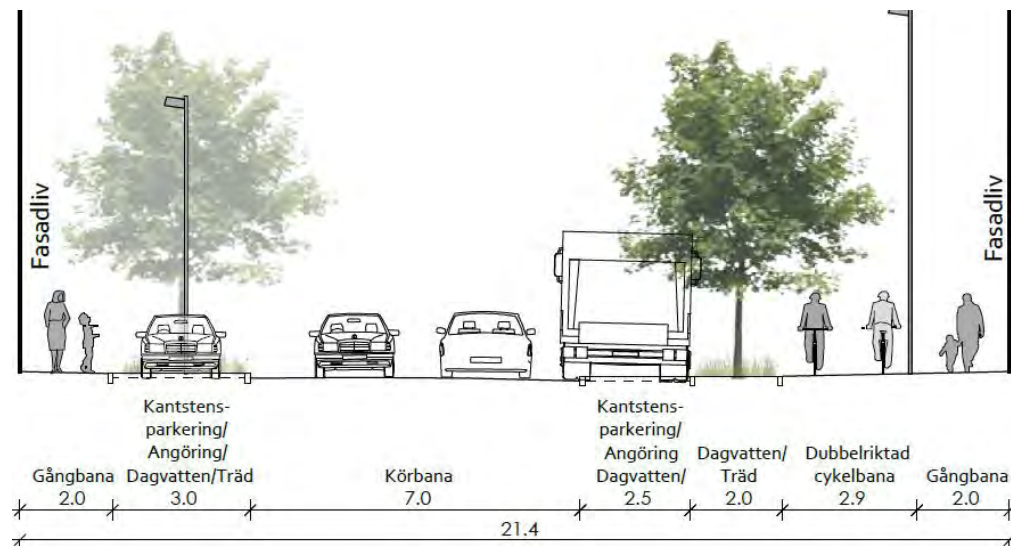 Fasadliv
Fasadliv
Kantstens-
parkering/
Angöring/
Dagvatten/Träd
Kantstens-
parkering/
Angöring
Dagvatten/
Dagvatten/
Träd
Dubbelriktad
cykelbana
Gångbana
Körbana
Gångbana
2.0
3.0
7.0
2.5
2.0
2.9
2.0
21.4